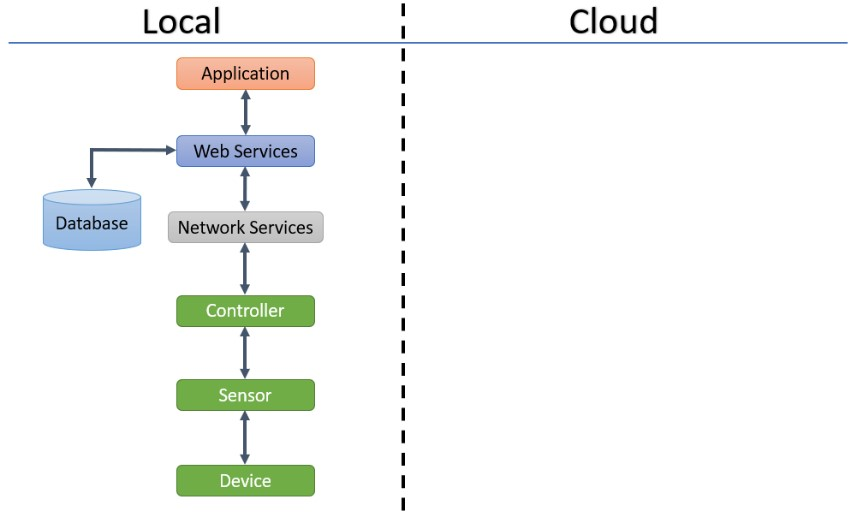 Local
Cloud
Application
Web Services
Database
Network Services
Controller
Sensor
Device